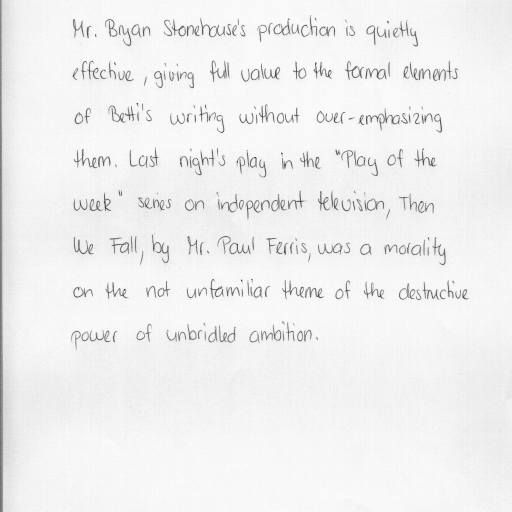 Mr. Bryan Stonehouse's production is quietly
effective, giving full value to the formal elements
of Betti's writing without over-emphasizing
them. Last night's play in the "Play of the
week" series on independent television, Then
We Fall, by Mr. Paul Ferris, was a morality
on the not unfamiliar theme of the destructive
power of unbridled ambition.